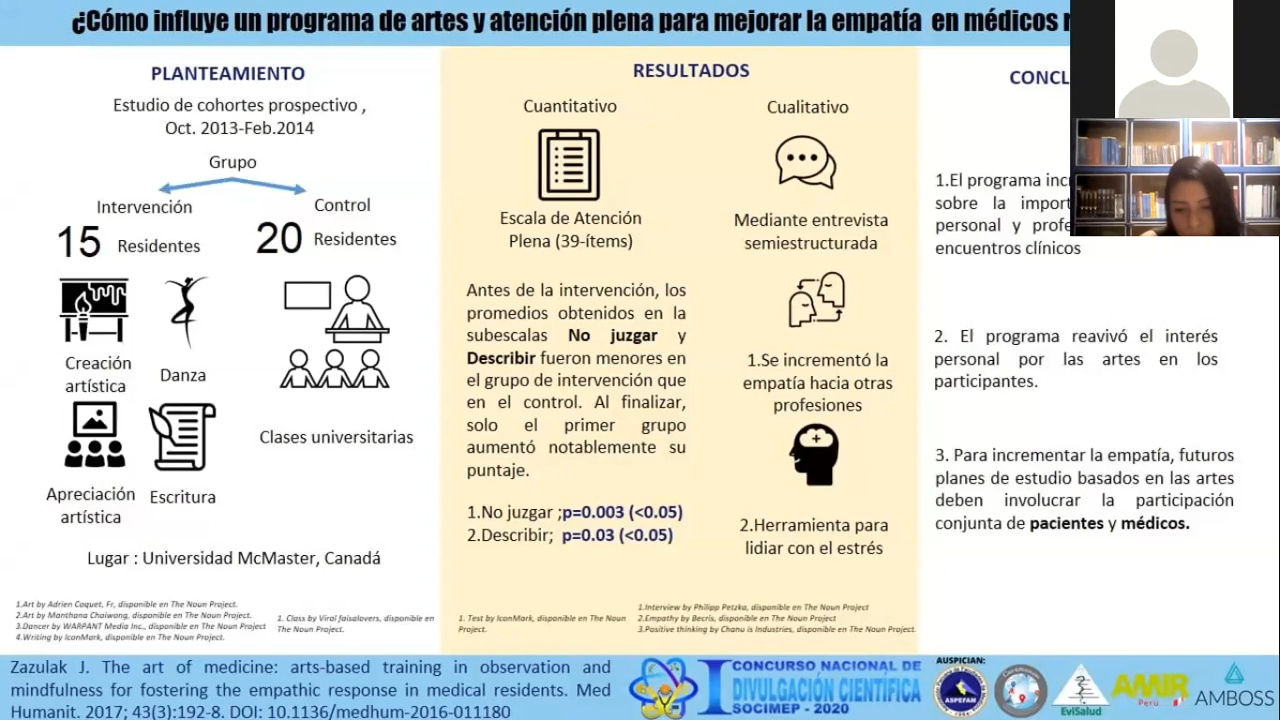 ¿Cómo influye un programa de artes y atención plena para mejorar la empatía en médicos
PLANTEAMIENTO
Estudio de cohortes prospectivo ,
Oct. 2013-Feb.2014
Grupo
Intervención
15 Residentes
Control
20 Residentes
Creación
artística
Danza
Apreciación
artística
Escritura
Clases universitarias
Lugar : Universidad McMaster, Canadá
1.Art by Adrien Coquet, Fr, disponible en The Noun Project.
2.Art by Manthana Chaiwong, disponible en The Noun Project.
3.Dancer by WARPANT Media Inc., disponible en The Noun Project
4.Writing by IconMark, disponible en The Noun Project.
1. Class by Viral faisalovers, disponible en
The Noun Project.
RESULTADOS
Cuantitativo
Escala de Atención
Plena (39-ítems)
Antes de la intervención, los
promedios obtenidos en la
subescalas No juzgar y
Describir fueron menores en
el grupo de intervención que
en el control. Al finalizar,
solo el primer grupo
aumentó notablemente su
puntaje.
1.No juzgar ;p=0.003 (<0.05)
2.Describir; p=0.03 (<0.05)
1. Test by IconMark, disponible en The Noun
Project.
Cualitativo
Mediante entrevista
semiestructurada
1.Se incrementó la
empatía hacia otras
profesiones
2.Herramienta para
lidiar con el estrés
1.Interview by Philipp Petzka, disponible en The Noun Project
2.Empathy by Becris, disponible en The Noun Project
3.Positive thinking by Chanu is Industries, disponible en The Noun Project.
CONCL
1.El programa incr
sobre la import
personal y profe
encuentros clínicos
2. El programa reavivó el interés
personal por las artes en los
participantes.
3. Para incrementar la empatía, futuros
planes de estudio basados en las artes
deben involucrar la participación
conjunta de pacientes y médicos.
Zazulak J. The art of medicine: arts-based training in observation and
mindfulness for fostering the empathic response in medical residents. Med
Humanit. 2017; 43(3):192-8. DOI: 10.1136/medhum-2016-011180
I CONCURSO NACIONAL DE
DIVULGACIÓN CIENTÍFICA
SOCIMEP - 2020
AUSPICIAN:
ASPEFAM
EviSalud
AMIR
Perú
AMBOSS